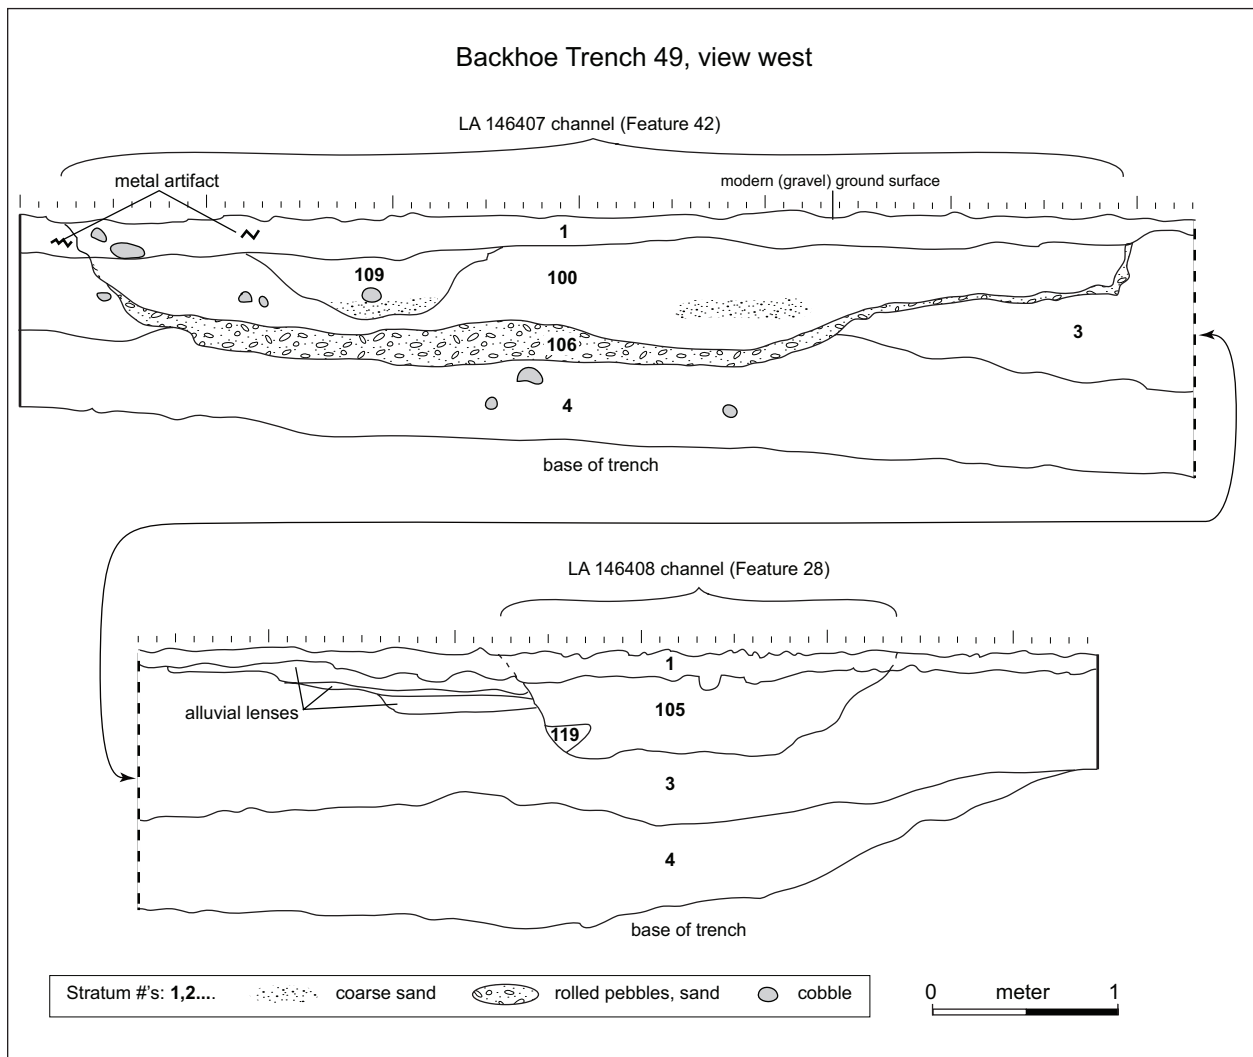 Backhoe Trench 49, view west
LA 146407 channel (Feature 42)
metal artifact
modern (gravel) ground surface
1
109
100
106
3
4
base of trench
LA 146408 channel (Feature 28)
1
alluvial lenses
105
119
3
4
base of trench
Stratum #'s: 1,2.... coarse sand rolled pebbles, sand cobble
0 meter 1